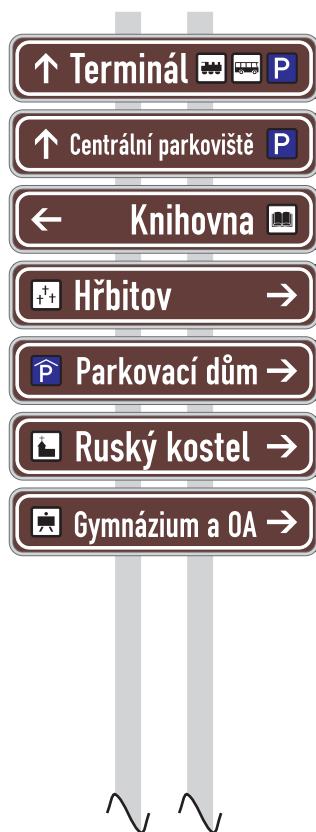 Terminál P
Centrální parkoviště P
Knihovna
Hřbitov
P Parkovací dům
Ruský kostel
Gymnázium a OA